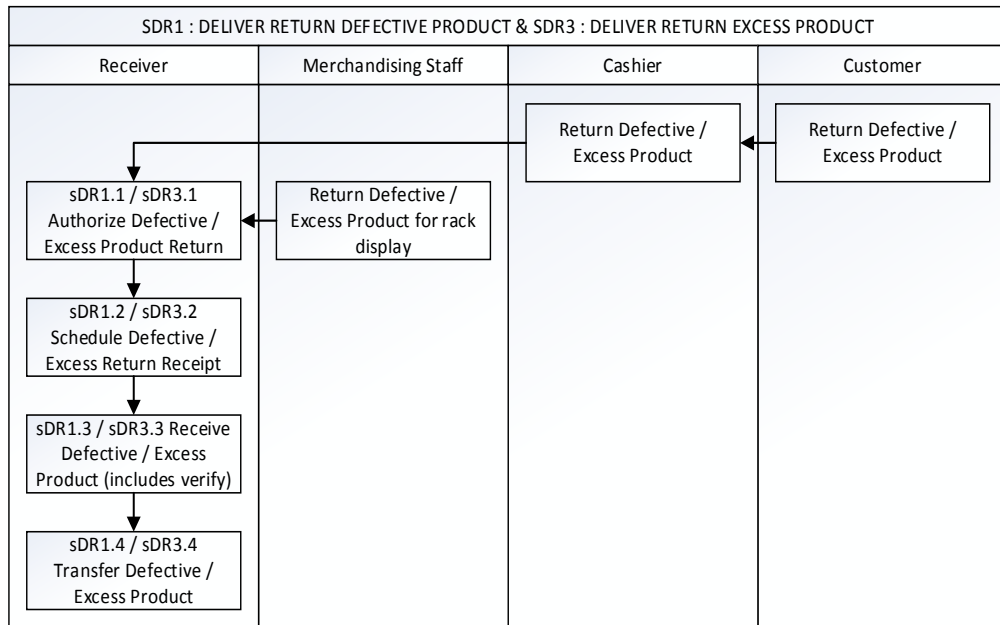 SDR1 : DELIVER RETURN DEFECTIVE PRODUCT & SDR3 : DELIVER RETURN EXCESS PRODUCT
Receiver
Merchandising Staff
Cashier
Customer
Return Defective /
Excess Product
Return Defective /
Excess Product
sDR1.1 / sDR3.1
Authorize Defective /
Excess Product Return
Return Defective /
Excess Product for rack
display
sDR1.2 / sDR3.2
Schedule Defective /
Excess Return Receipt
sDR1.3 / sDR3.3 Receive
Defective / Excess
Product (includes verify)
sDR1.4 / sDR3.4
Transfer Defective /
Excess Product